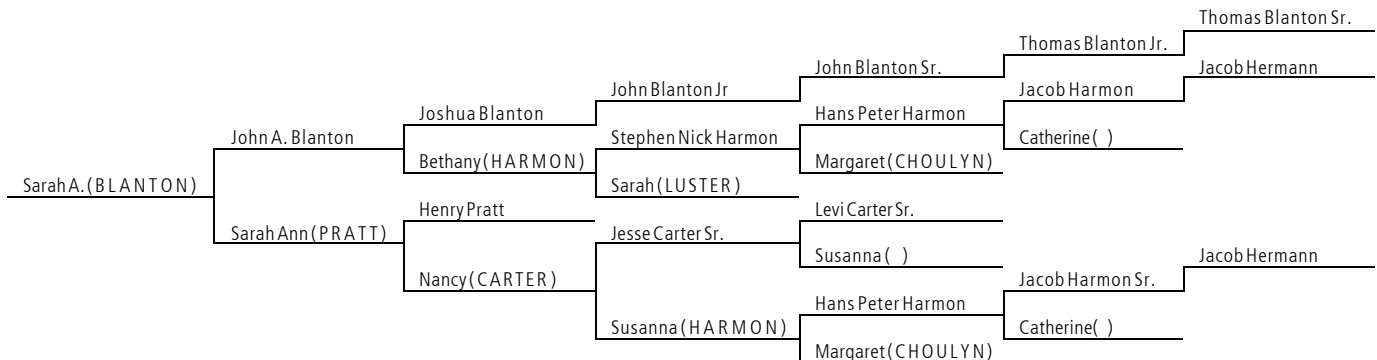 Thomas Blanton Sr.
Thomas Blanton Jr.
John Blanton Sr.
Jacob Hermann
John Blanton Jr
Jacob Harmon
Joshua Blanton
Hans Peter Harmon
John A. Blanton
Stephen Nick Harmon
Catherine ( )
Bethany (HARMON)
Margaret (CHOULYN)
Sarah A. (BLANTON)
Sarah (LUSTER)
Henry Pratt
Levi Carter Sr.
Sarah Ann (PRATT)
Jesse Carter Sr.
Susanna ( )
Jacob Hermann
Nancy (CARTER)
Jacob Harmon Sr.
Hans Peter Harmon
Susanna (HARMON)
Catherine ( )
Margaret (CHOULYN)